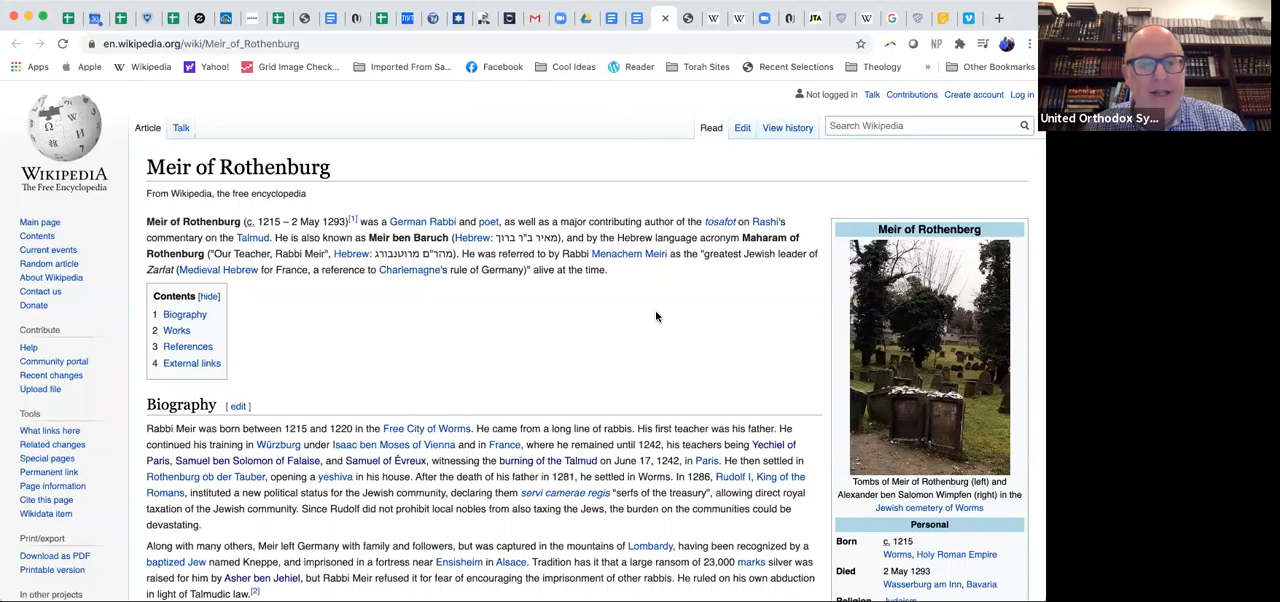 en.wikipedia.org/wiki/Meir_of_Rothenburg
NP
Apps Apple Wikipedia Yahoo! Grid Image Check... Imported From Sa... Facebook Cool Ideas Reader Torah Sites Recent Selections Theology » Other Bookmarks
United Orthodox Sy...
Not logged in Talk Contributions Create account Log in
Article Talk Read Edit View history Search Wikipedia
WIKIPEDIA
The Free Encyclopedia
Main page
Contents
Current events
Random article
About Wikipedia
Contact us
Donate
Contribute
Help
Community portal
Recent changes
Upload file
Tools
What links here
Related changes
Special pages
Permanent link
Page information
Cite this page
Wikidata item
Print/export
Download as PDF
Printable version
In other projects
Meir of Rothenburg
From Wikipedia, the free encyclopedia
Meir of Rothenburg (c. 1215 – 2 May 1293)[1] was a German Rabbi and poet, as well as a major contributing author of the tosafot on Rashi's
commentary on the Talmud. He is also known as Meir ben Baruch (Hebrew: מאיר ב"ר ברוך), and by the Hebrew language acronym Maharam of
Rothenburg ("Our Teacher, Rabbi Meir", Hebrew: מהר"ם מרוטנבורג). He was referred to by Rabbi Menachem Meiri as the "greatest Jewish leader of
Zarfat (Medieval Hebrew for France, a reference to Charlemagne's rule of Germany)" alive at the time.
Contents [hide]
1 Biography
2 Works
3 References
4 External links
Biography [ edit ]
Rabbi Meir was born between 1215 and 1220 in the Free City of Worms. He came from a long line of rabbis. His first teacher was his father. He
continued his training in Würzburg under Isaac ben Moses of Vienna and in France, where he remained until 1242, his teachers being Yechiel of
Paris, Samuel ben Solomon of Falaise, and Samuel of Évreux, witnessing the burning of the Talmud on June 17, 1242, in Paris. He then settled in
Rothenburg ob der Tauber, opening a yeshiva in his house. After the death of his father in 1281, he settled in Worms. In 1286, Rudolf I, King of the
Romans, instituted a new political status for the Jewish community, declaring them servi camerae regis "serfs of the treasury", allowing direct royal
taxation of the Jewish community. Since Rudolf did not prohibit local nobles from also taxing the Jews, the burden on the communities could be
devastating.
Along with many others, Meir left Germany with family and followers, but was captured in the mountains of Lombardy, having been recognized by a
baptized Jew named Kneppe, and imprisoned in a fortress near Ensisheim in Alsace. Tradition has it that a large ransom of 23,000 marks silver was
raised for him by Asher ben Jehiel, but Rabbi Meir refused it for fear of encouraging the imprisonment of other rabbis. He ruled on his own abduction
in light of Talmudic law.[2]
Meir of Rothenberg
Tombs of Meir of Rothenburg (left) and
Alexander ben Salomon Wimpfen (right) in the
Jewish cemetery of Worms
Personal
Born c. 1215
Worms, Holy Roman Empire
Died 2 May 1293
Wasserburg am Inn, Bavaria
Religion Judaism